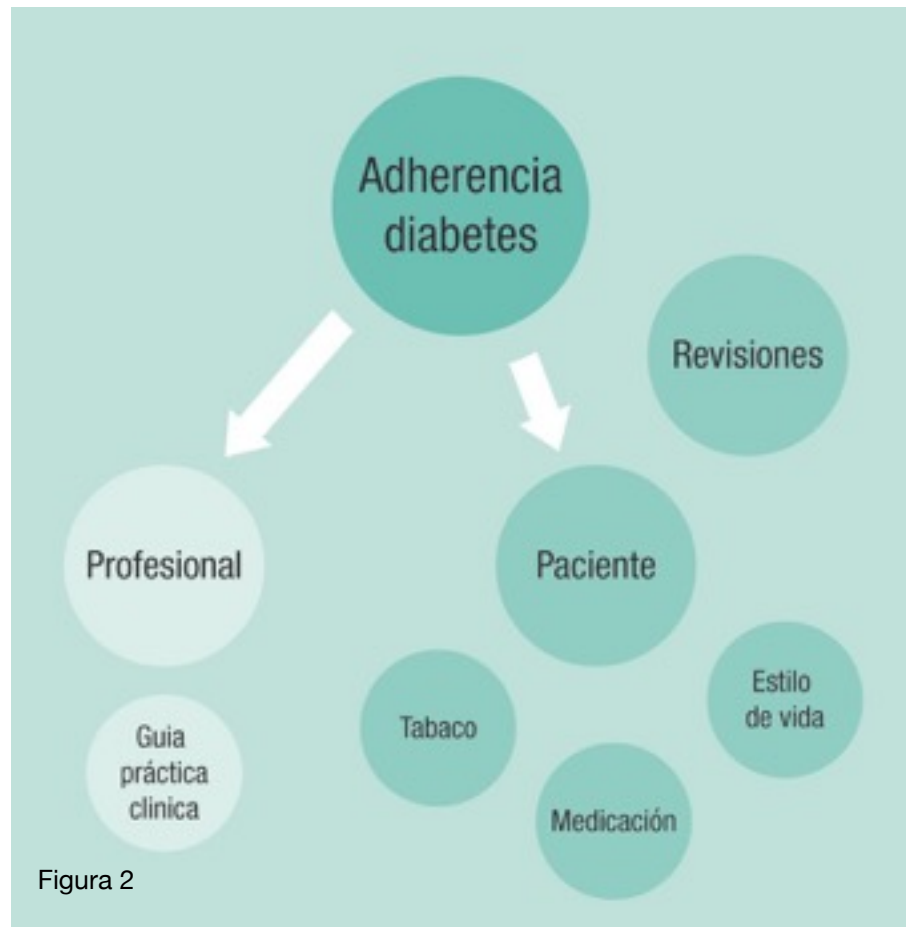 Adherencia
diabetes
Revisiones
Profesional
Paciente
Estilo
de vida
Tabaco
Guia
práctica
clinica
Medicación
Figura 2